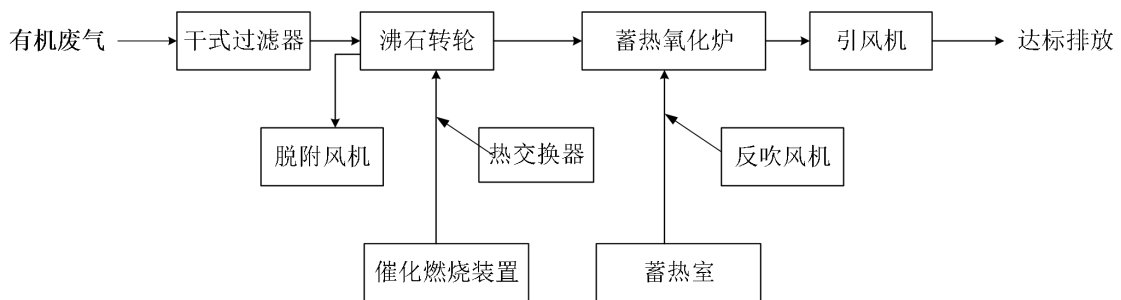 有机废气
干式过滤器
沸石转轮
蓄热氧化炉
引风机
达标排放
脱附风机
热交换器
反吹风机
催化燃烧装置
蓄热室